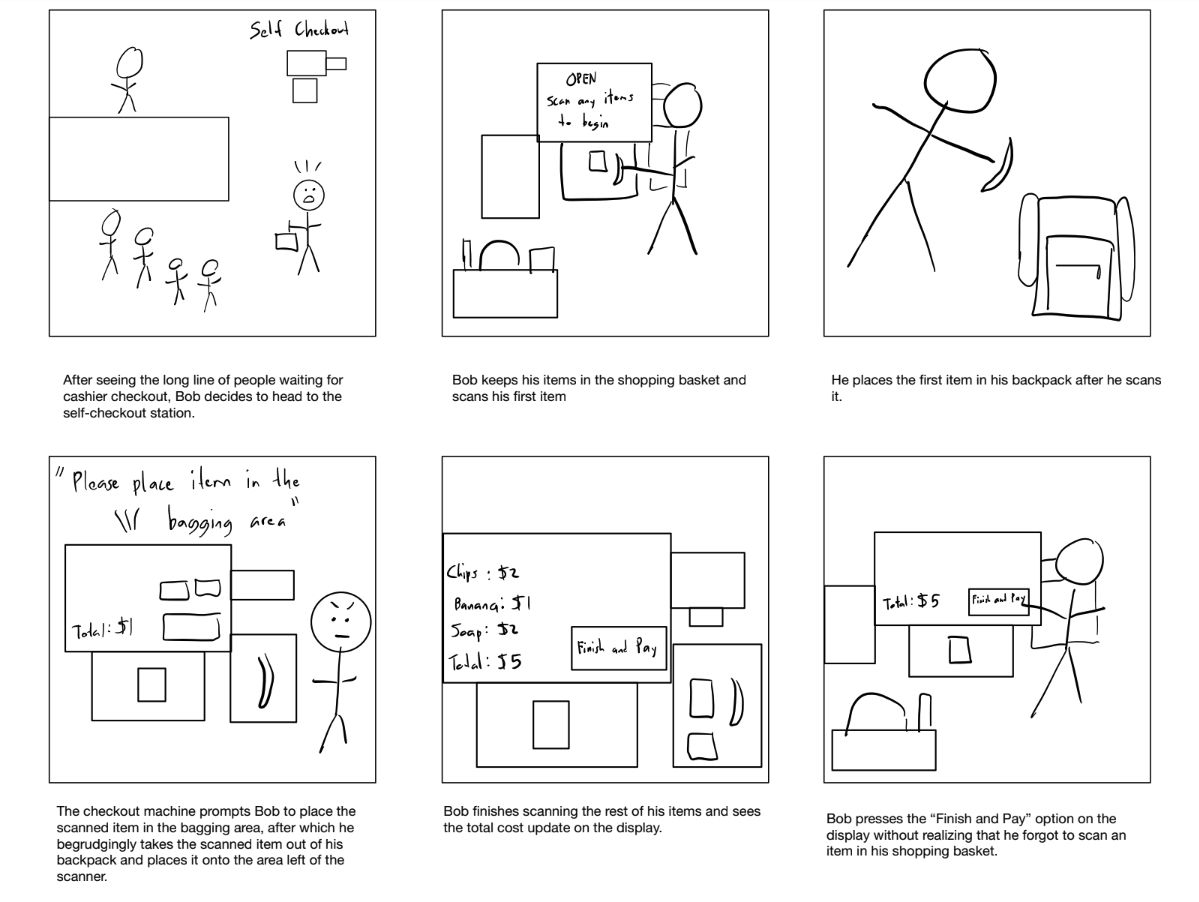 Self Checkout
OPEN
Scan any items
to begin
After seeing the long line of people waiting for
cashier checkout, Bob decides to head to the
self-checkout station.
Bob keeps his items in the shopping basket and
scans his first item
He places the first item in his backpack after he scans
it.
"Please place item in the
bagging area"
Total: $1
Chips: $2
Banana: $1
Soap: $2
Total: $5
Finish and Pay
Total: $5
Finish and Pay
The checkout machine prompts Bob to place the
scanned item in the bagging area, after which he
begrudgingly takes the scanned item out of his
backpack and places it onto the area left of the
scanner.
Bob finishes scanning the rest of his items and sees
the total cost update on the display.
Bob presses the “Finish and Pay” option on the
display without realizing that he forgot to scan an
item in his shopping basket.